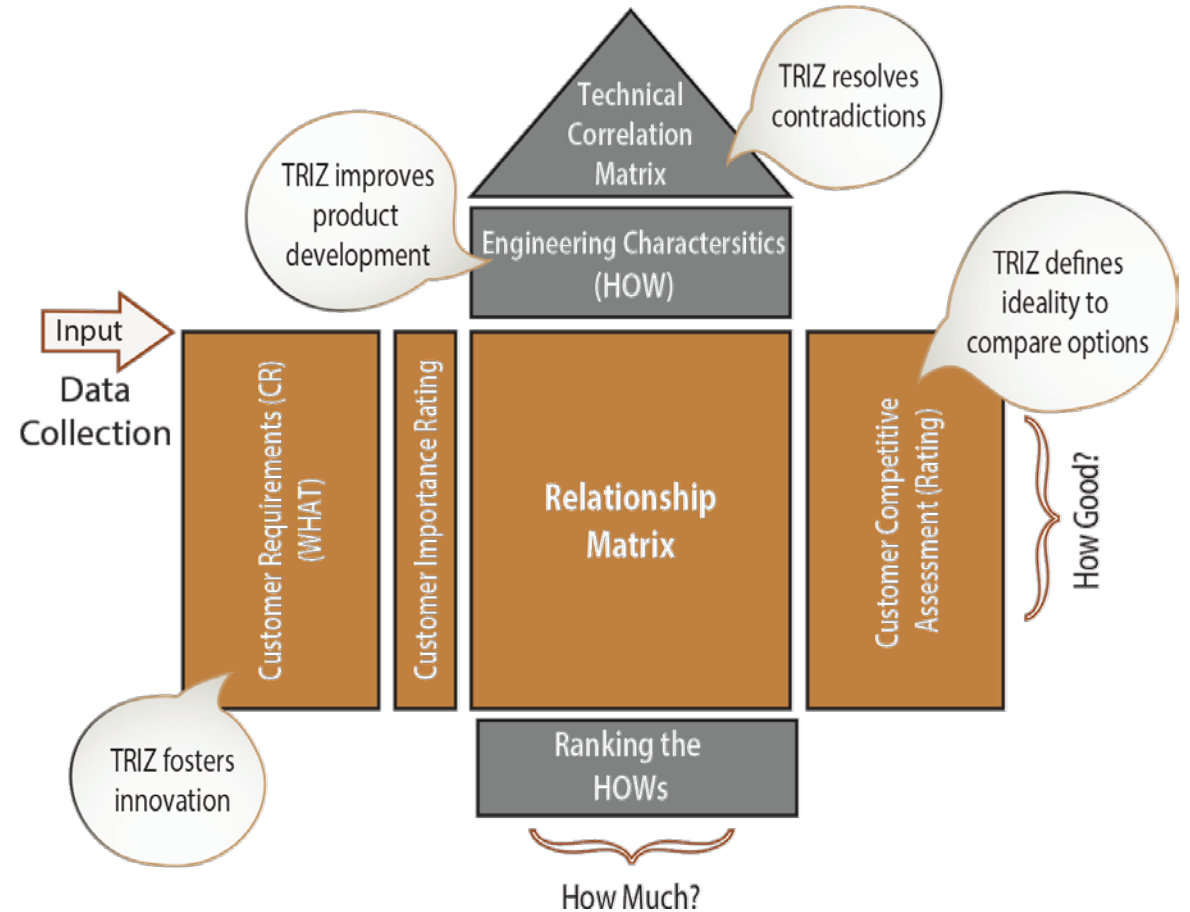 Technical
Correlation
Matrix
TRIZ resolves
contradictions
TRIZ improves
product
development
Engineering Charactersitics
(HOW)
TRIZ defines
ideality to
compare options
Input
Data
Collection
Customer Requirements (CR)
(WHAT)
Customer Importance Rating
Relationship
Matrix
Customer Competitive
Assessment (Rating)
How Good?
TRIZ fosters
innovation
Ranking the
HOWs
How Much?